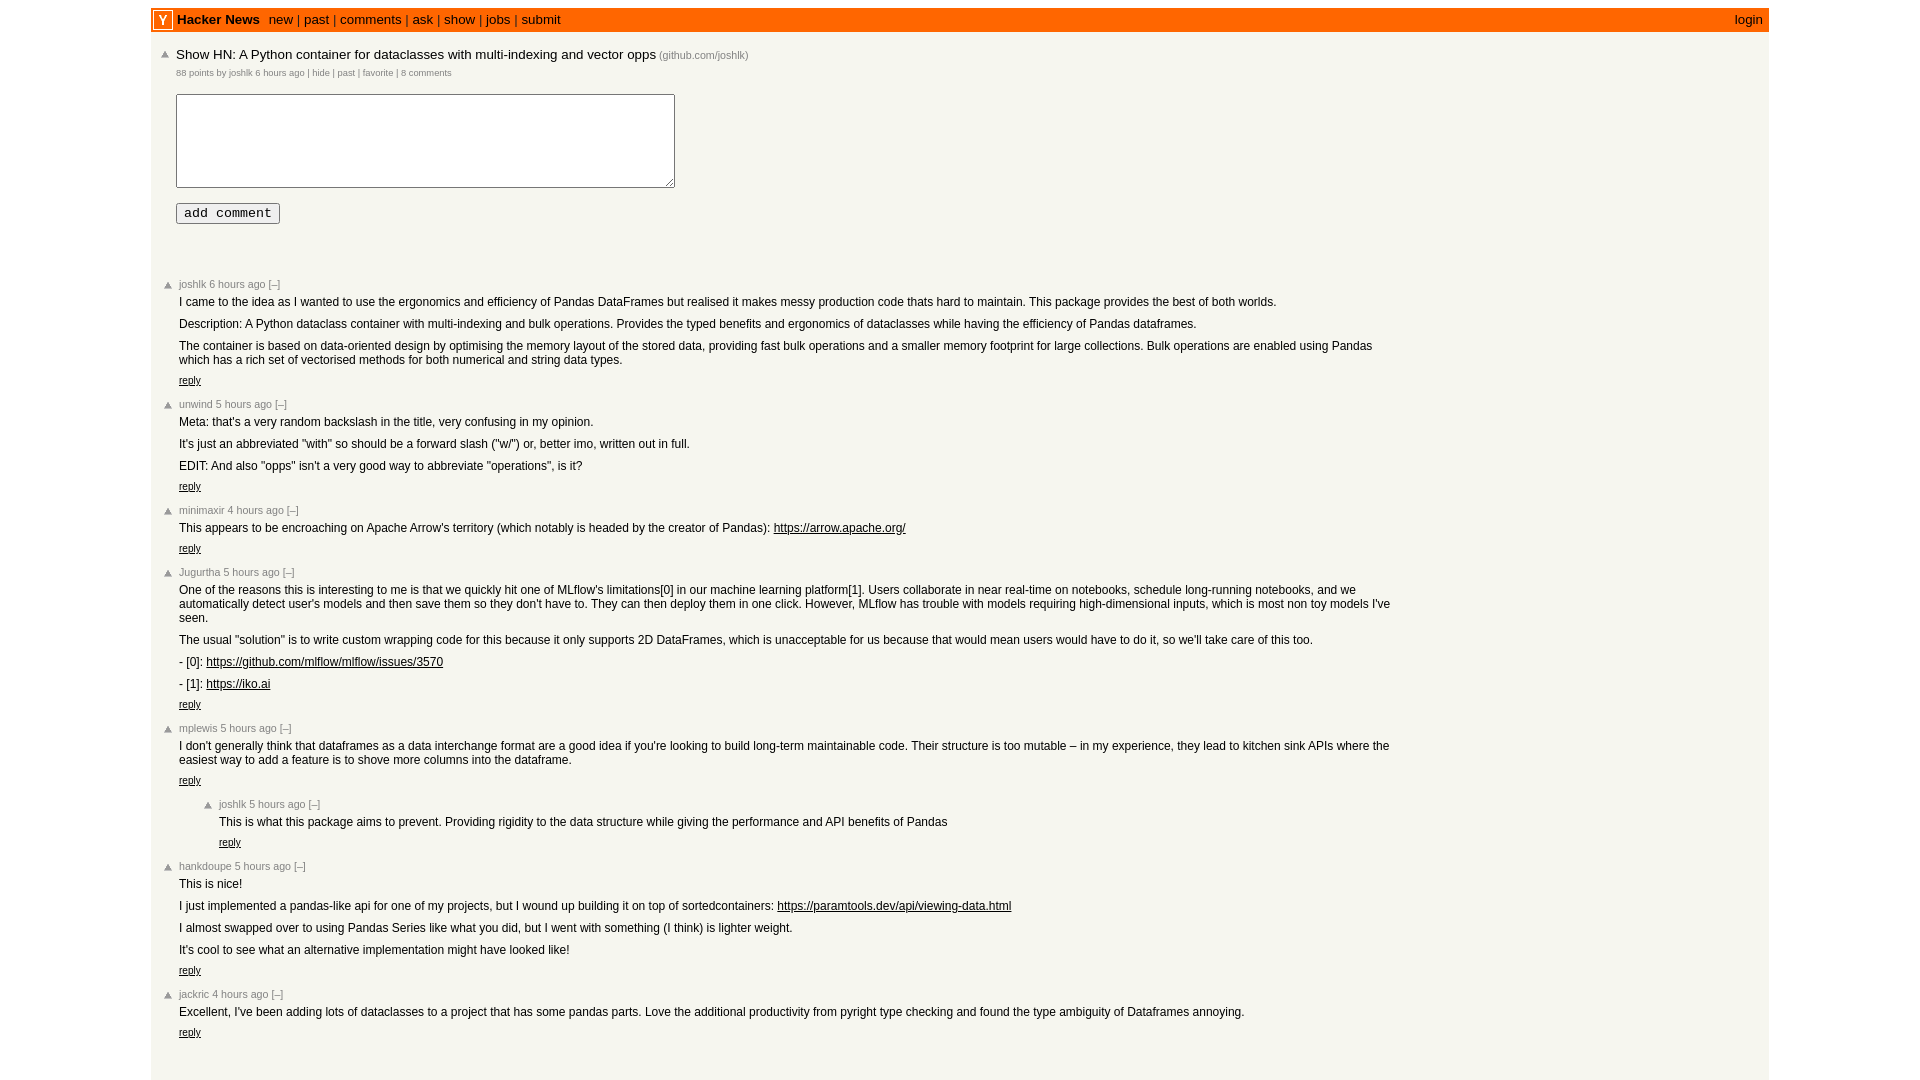 Y Hacker News new | past | comments | ask | show | jobs | submit login
Show HN: A Python container for dataclasses with multi-indexing and vector opps (github.com/joshlk)
88 points by joshlk 6 hours ago | hide | past | favorite | 8 comments
add comment
joshlk 6 hours ago [–]
I came to the idea as I wanted to use the ergonomics and efficiency of Pandas DataFrames but realised it makes messy production code thats hard to maintain. This package provides the best of both worlds.
Description: A Python dataclass container with multi-indexing and bulk operations. Provides the typed benefits and ergonomics of dataclasses while having the efficiency of Pandas dataframes.
The container is based on data-oriented design by optimising the memory layout of the stored data, providing fast bulk operations and a smaller memory footprint for large collections. Bulk operations are enabled using Pandas
which has a rich set of vectorised methods for both numerical and string data types.
reply
unwind 5 hours ago [–]
Meta: that's a very random backslash in the title, very confusing in my opinion.
It's just an abbreviated "with" so should be a forward slash ("w/") or, better imo, written out in full.
EDIT: And also "opps" isn't a very good way to abbreviate "operations", is it?
reply
minimaxir 4 hours ago [–]
This appears to be encroaching on Apache Arrow's territory (which notably is headed by the creator of Pandas): https://arrow.apache.org/
reply
Jugurtha 5 hours ago [–]
One of the reasons this is interesting to me is that we quickly hit one of MLflow's limitations[0] in our machine learning platform[1]. Users collaborate in near real-time on notebooks, schedule long-running notebooks, and we
automatically detect user's models and then save them so they don't have to. They can then deploy them in one click. However, MLflow has trouble with models requiring high-dimensional inputs, which is most non toy models I've
seen.
The usual "solution" is to write custom wrapping code for this because it only supports 2D DataFrames, which is unacceptable for us because that would mean users would have to do it, so we'll take care of this too.
- [0]: https://github.com/mlflow/mlflow/issues/3570
- [1]: https://iko.ai
reply
mplewis 5 hours ago [–]
I don't generally think that dataframes as a data interchange format are a good idea if you're looking to build long-term maintainable code. Their structure is too mutable – in my experience, they lead to kitchen sink APIs where the
easiest way to add a feature is to shove more columns into the dataframe.
reply
joshlk 5 hours ago [–]
This is what this package aims to prevent. Providing rigidity to the data structure while giving the performance and API benefits of Pandas
reply
hankdoupe 5 hours ago [–]
This is nice!
I just implemented a pandas-like api for one of my projects, but I wound up building it on top of sortedcontainers: https://paramtools.dev/api/viewing-data.html
I almost swapped over to using Pandas Series like what you did, but I went with something (I think) is lighter weight.
It's cool to see what an alternative implementation might have looked like!
reply
jackric 4 hours ago [–]
Excellent, I've been adding lots of dataclasses to a project that has some pandas parts. Love the additional productivity from pyright type checking and found the type ambiguity of Dataframes annoying.
reply